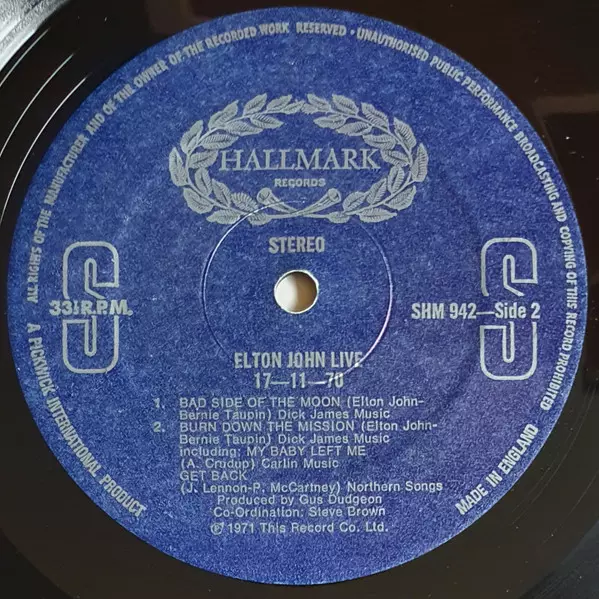 ALL RIGHTS OF THE MANUFACTURER AND OF THE OWNER OF THE RECORDED WORK RESERVED · UNAUTHORISED PUBLIC PERFORMANCE BROADCASTING AND COPYING OF THIS RECORD PROHIBITED
HALLMARK
RECORDS
STEREO
S
33⅓ R.P.M.
S
SHM 942—Side 2
ELTON JOHN LIVE
17—11—70
1. BAD SIDE OF THE MOON (Elton John-
Bernie Taupin) Dick James Music
2. BURN DOWN THE MISSION (Elton John-
Bernie Taupin) Dick James Music
including: MY BABY LEFT ME
(A. Crudup) Carlin Music
GET BACK
(J. Lennon-P. McCartney) Northern Songs
Produced by Gus Dudgeon
Co-Ordination: Steve Brown
℗ 1971 This Record Co. Ltd.
A PICKWICK INTERNATIONAL PRODUCT
MADE IN ENGLAND